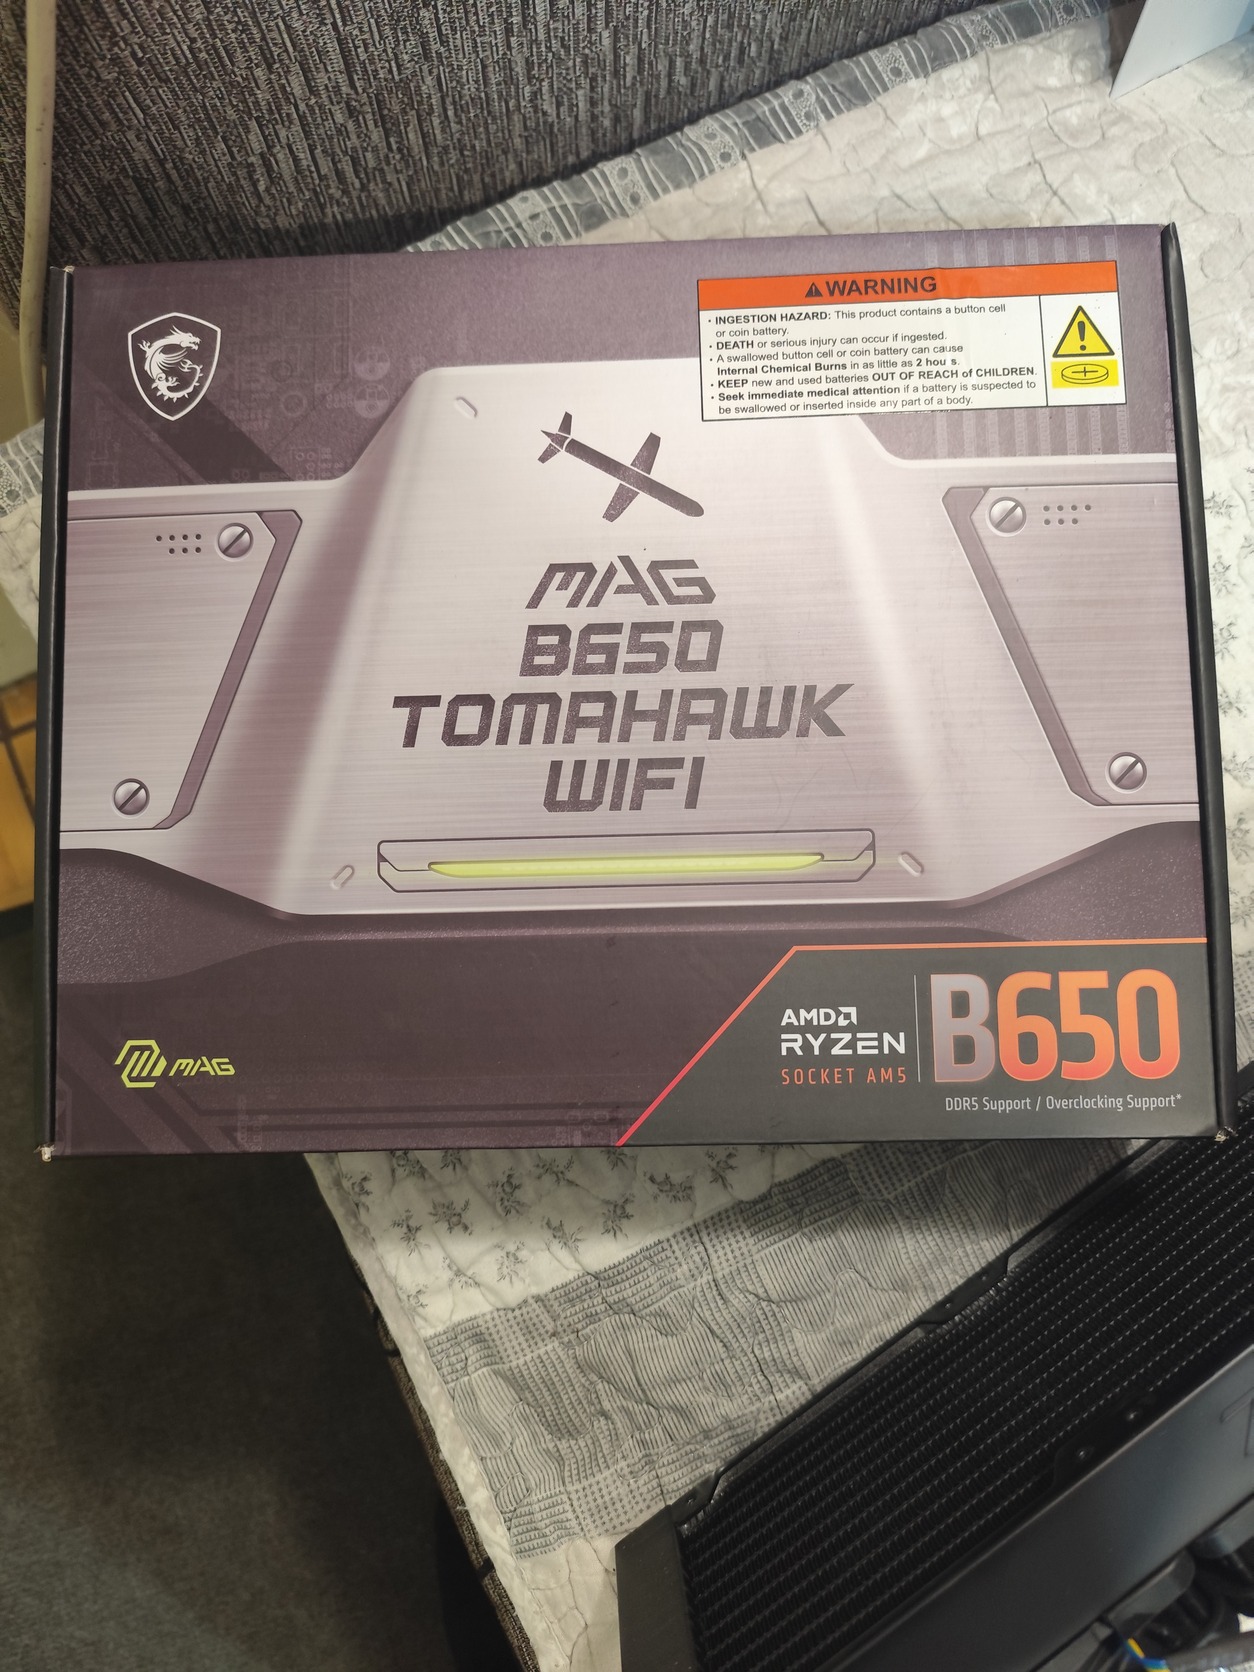 WARNING
• INGESTION HAZARD: This product contains a button cell
or coin battery.
• DEATH or serious injury can occur if ingested.
• A swallowed button cell or coin battery can cause
Internal Chemical Burns in as little as 2 hou s.
• KEEP new and used batteries OUT OF REACH of CHILDREN.
• Seek immediate medical attention if a battery is suspected to
be swallowed or inserted inside any part of a body.
MAG
B650
TOMAHAWK
WIFI
MAG
AMD
RYZEN
SOCKET AM5
B650
DDR5 Support / Overclocking Support*